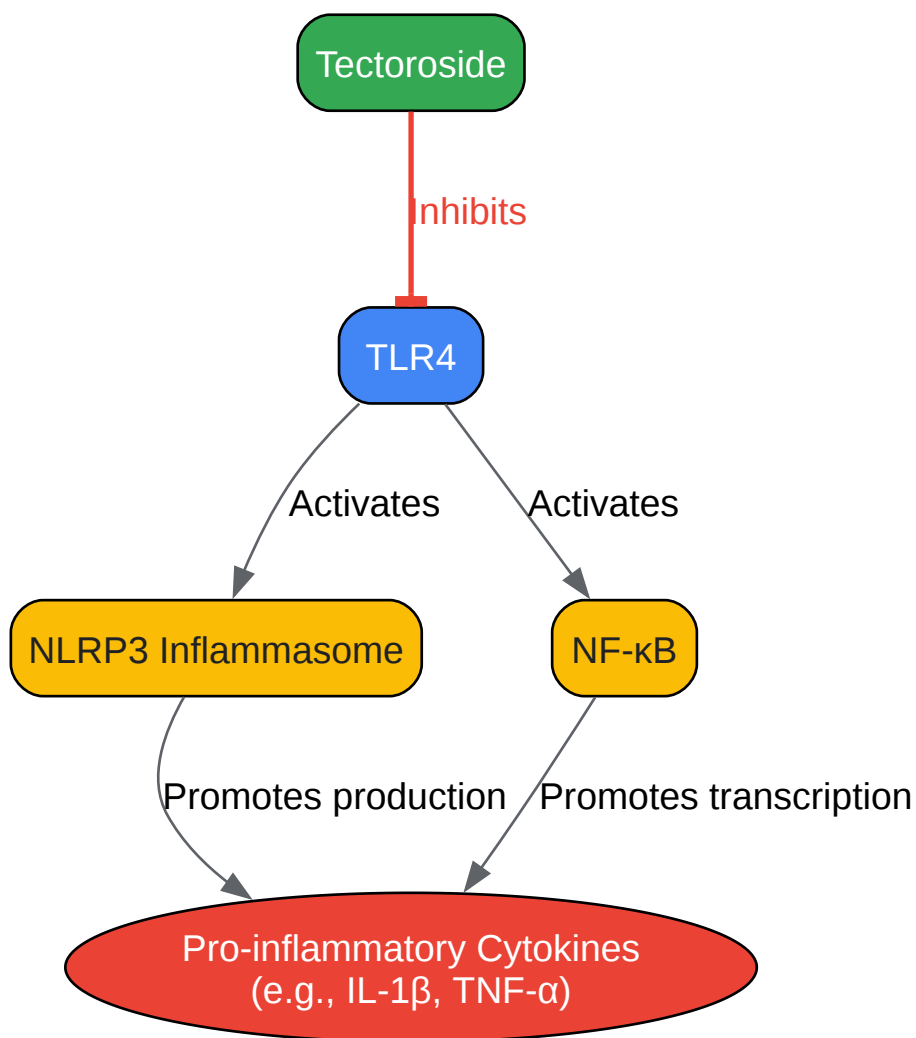 Tectoroside
Inhibits
TLR4
Activates
Activates
NLRP3 Inflammasome
NF-κB
Promotes production
Promotes transcription
Pro-inflammatory Cytokines
(e.g., IL-1β, TNF-α)